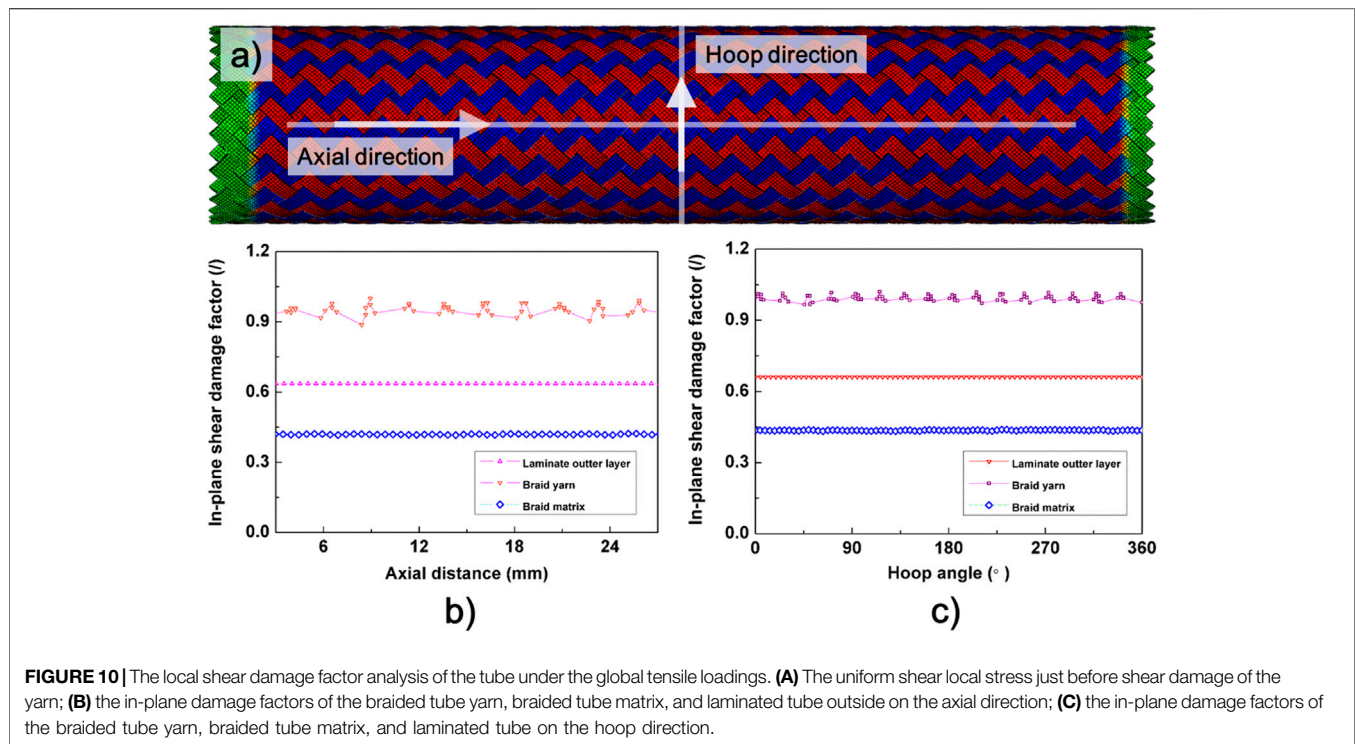 a)
Hoop direction
Axial direction
In-plane shear damage factor (/)
1.2
0.9
0.6
0.3
0.0
Laminate outter layer
Braid yarn
Braid matrix
6
12
18
24
Axial distance (mm)
b)
In-plane shear damage factor (/)
1.2
0.9
0.6
0.3
0.0
Laminate outter layer
Braid yarn
Braid matrix
0
90
180
270
360
Hoop angle (°)
c)
FIGURE 10 | The local shear damage factor analysis of the tube under the global tensile loadings. (A) The uniform shear local stress just before shear damage of the
yarn; (B) the in-plane damage factors of the braided tube yarn, braided tube matrix, and laminated tube outside on the axial direction; (C) the in-plane damage factors of
the braided tube yarn, braided tube matrix, and laminated tube on the hoop direction.